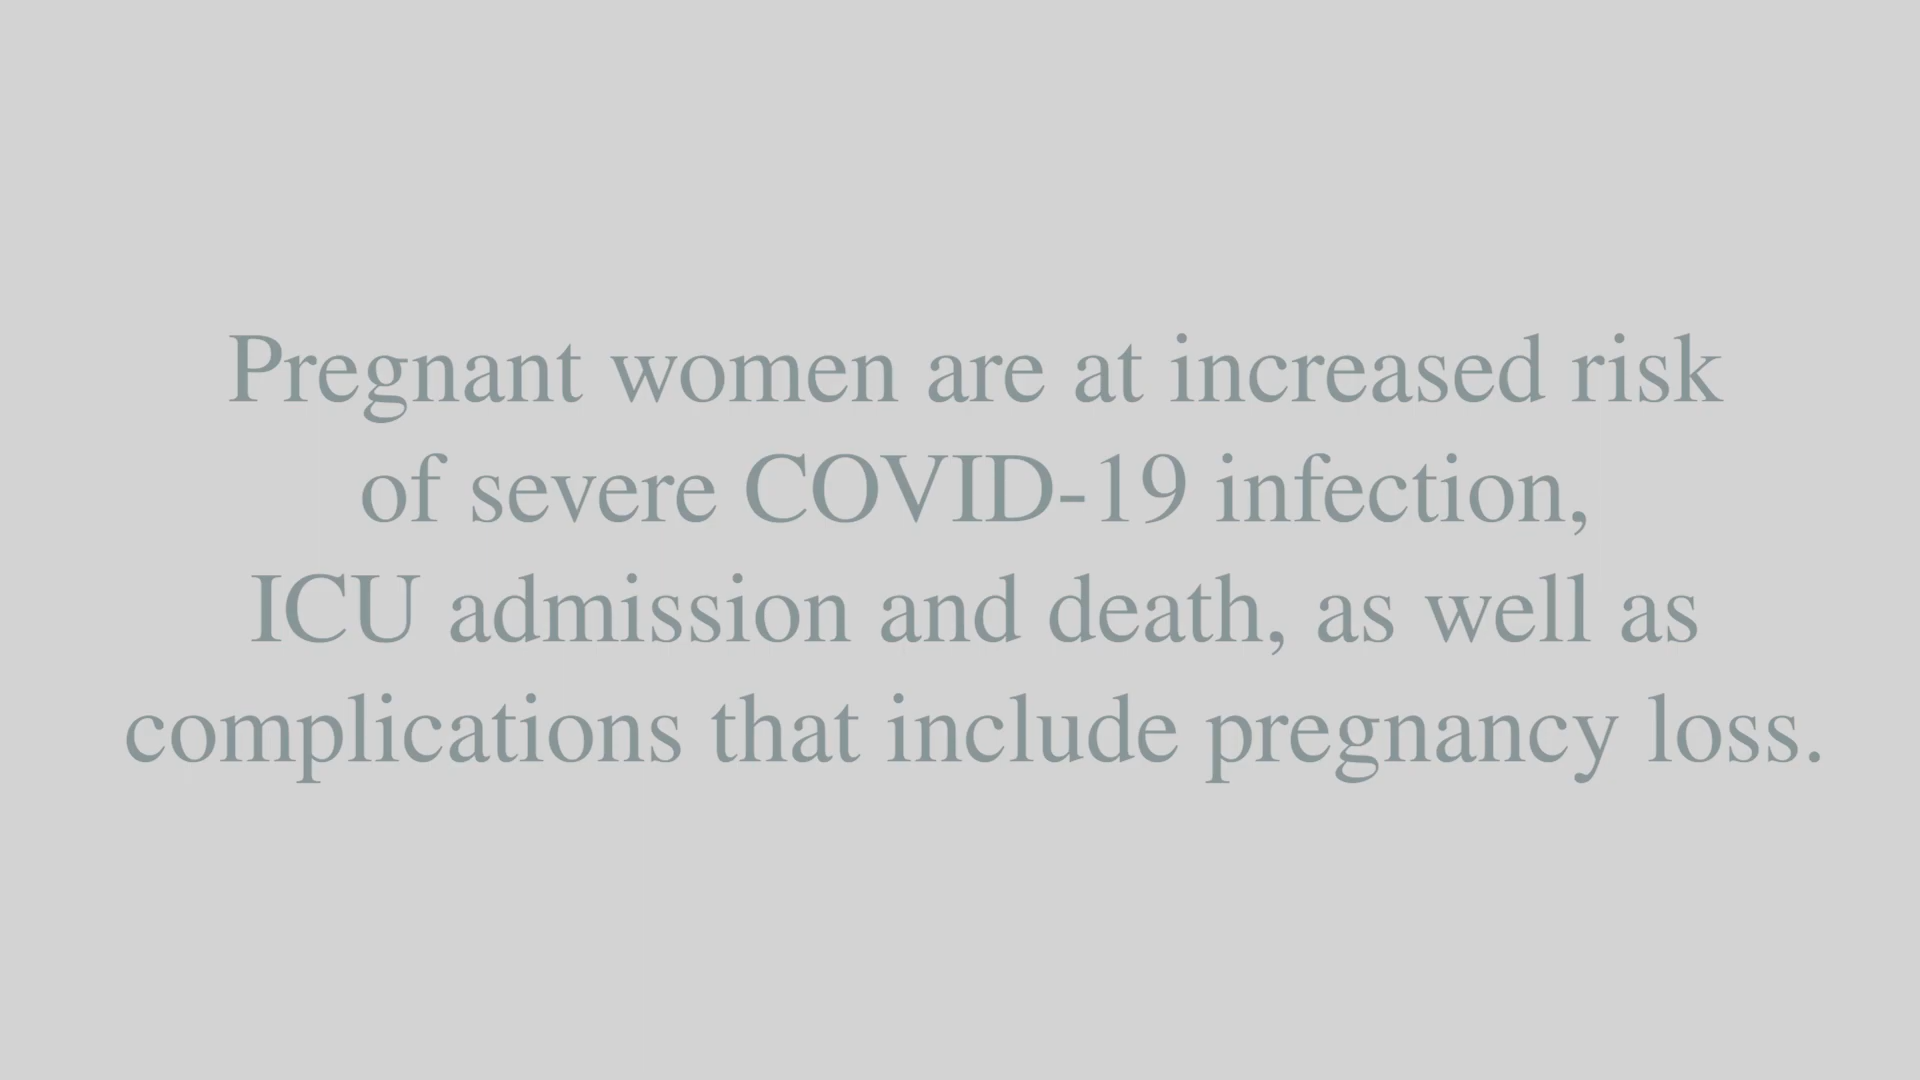 Pregnant women are at increased risk
of severe COVID-19 infection,
ICU admission and death, as well as
complications that include pregnancy loss.